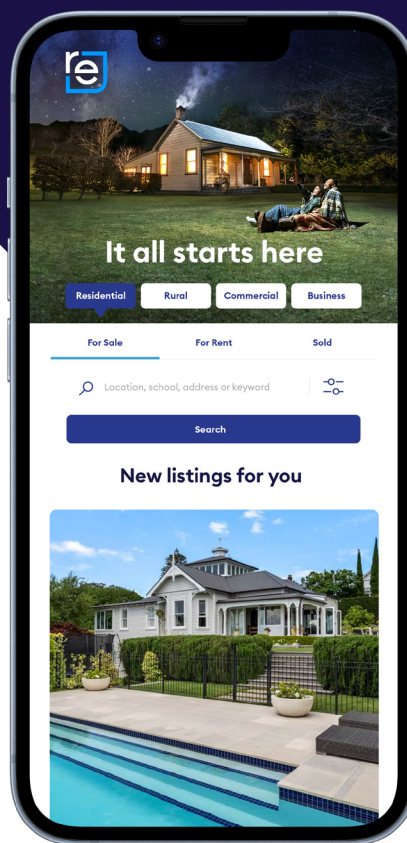 re
It all starts here
Residential Rural Commercial Business
For Sale For Rent Sold
Location, school, address or keyword
Search
New listings for you